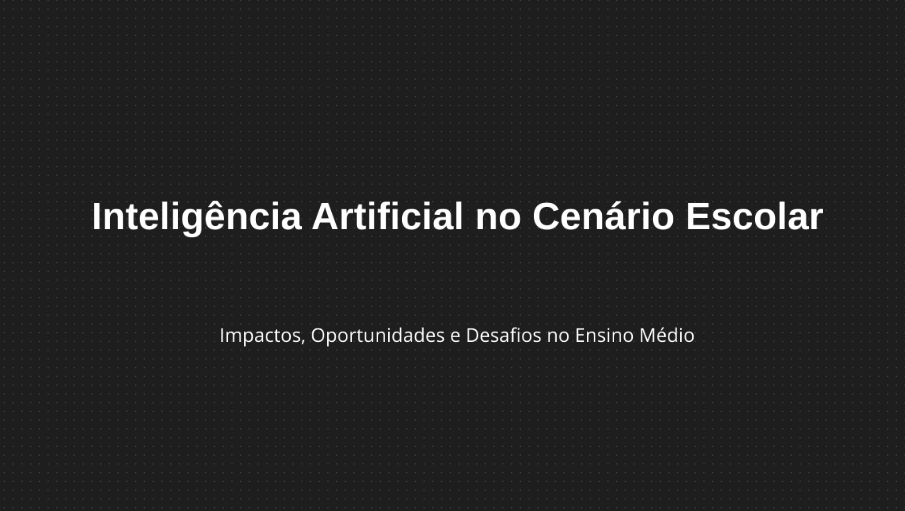 Inteligência Artificial no Cenário Escolar
Impactos, Oportunidades e Desafios no Ensino Médio